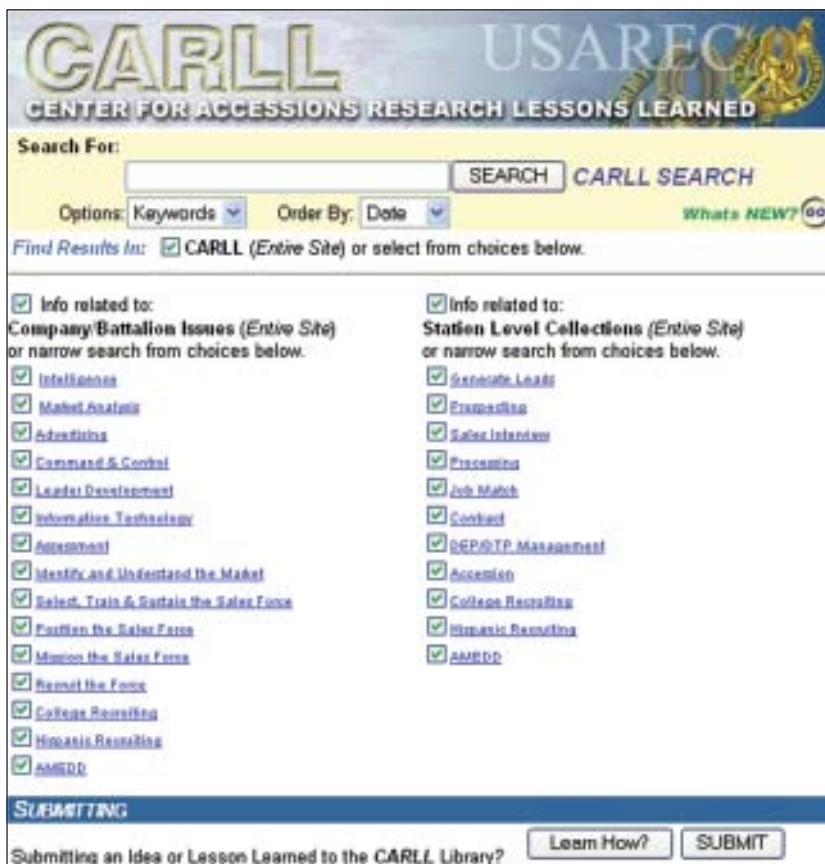 CARLL
USAREC
CENTER FOR ACCESSIONS RESEARCH LESSONS LEARNED
Search For:
SEARCH CARLL SEARCH
Options: Keywords Order By: Date Whats NEW? GO
Find Results In: CARLL (Entire Site) or select from choices below.
Info related to:
Company/Battalion Issues (Entire Site)
or narrow search from choices below.
Intelligence
Market Analysis
Advertising
Command & Control
Leader Development
Information Technology
Assessment
Identify and Understand the Market
Select, Train & Sustain the Sales Force
Position the Sales Force
Mission the Sales Force
Recruit the Force
College Recruiting
Hispanic Recruiting
AMEDD
Info related to:
Station Level Collections (Entire Site)
or narrow search from choices below.
Generate Leads
Prospecting
Sales Interview
Processing
Job Match
Contract
DEP/DTP Management
Accession
College Recruiting
Hispanic Recruiting
AMEDD
SUBMITTING
Submitting an Idea or Lesson Learned to the CARLL Library? Learn How? SUBMIT